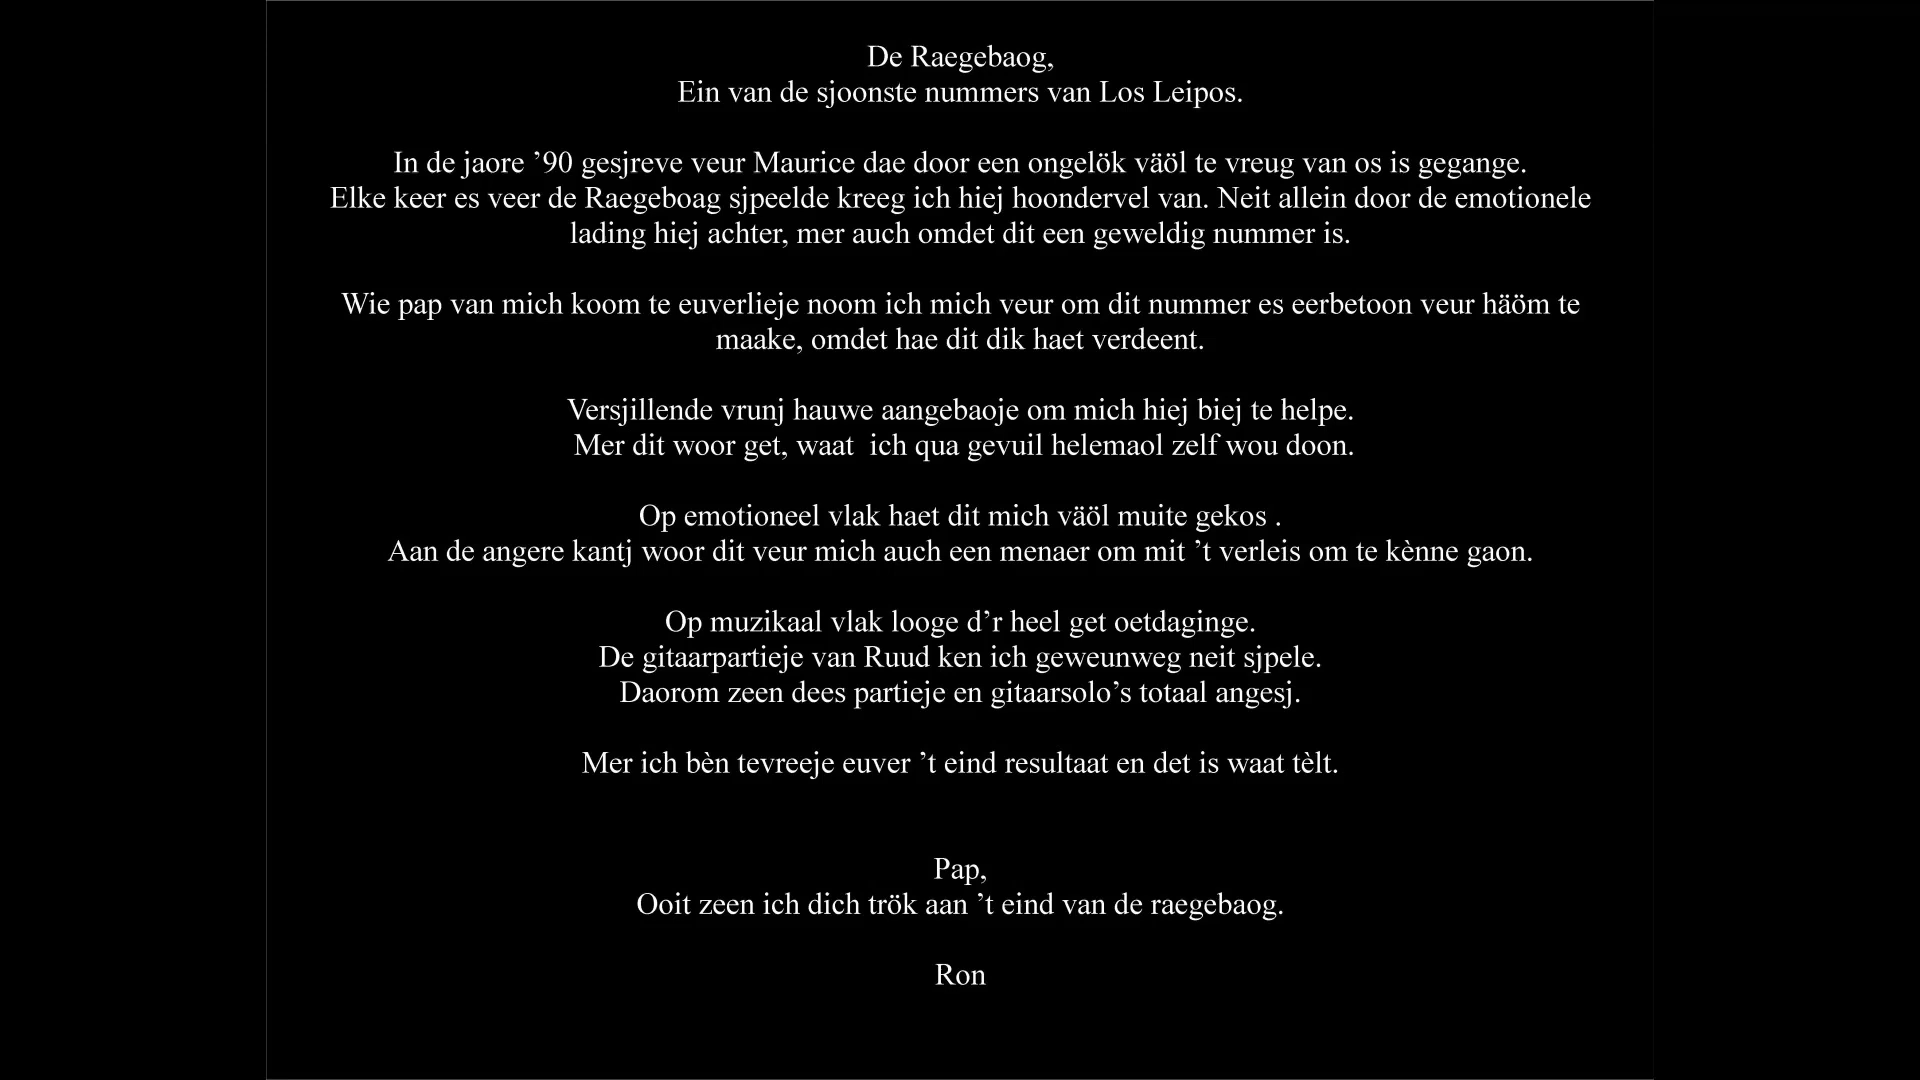 De Raegebaog,
Ein van de sjoonste nummers van Los Leipos.
In de jaore ’90 gesjreve veur Maurice dae door een ongelök väöl te vreug van os is gegange.
Elke keer es veer de Raegeboag sjpeelde kreeg ich hiej hoondervel van. Neit allein door de emotionele
lading hiej achter, mer auch omdet dit een geweldig nummer is.
Wie pap van mich koom te euverlieje noom ich mich veur om dit nummer es eerbetoon veur häöm te
maake, omdet hae dit dik haet verdeent.
Versjillende vrunj hauwe aangebaoje om mich hiej biej te helpe.
Mer dit woor get, waat  ich qua gevuil helemaol zelf wou doon.
Op emotioneel vlak haet dit mich väöl muite gekos .
Aan de angere kantj woor dit veur mich auch een menaer om mit ’t verleis om te kènne gaon.
Op muzikaal vlak looge d’r heel get oetdaginge.
De gitaarpartieje van Ruud ken ich geweunweg neit sjpele.
Daorom zeen dees partieje en gitaarsolo’s totaal angesj.
Mer ich bèn tevreeje euver ’t eind resultaat en det is waat tèlt.
Pap,
Ooit zeen ich dich trök aan ’t eind van de raegebaog.
Ron